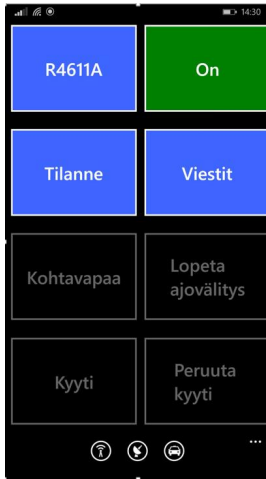 14:30
R4611A
On
Tilanne
Viestit
Kohtavapaa
Lopeta
ajovälitys
Kyyti
Peruuta
kyyti
...